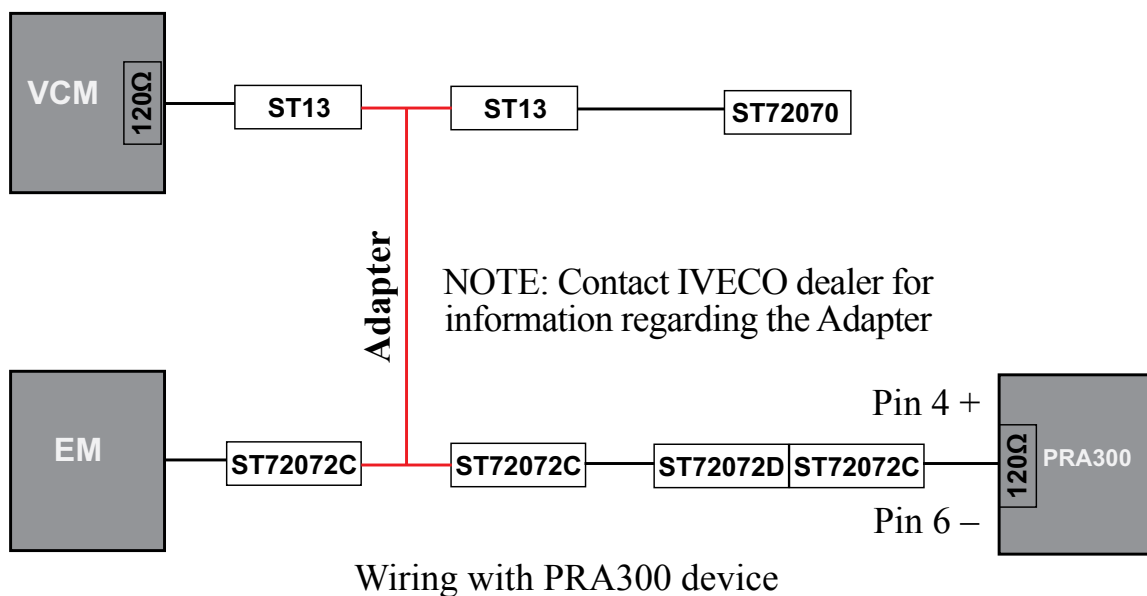 VCM
120Ω
ST13
ST13
ST72070
Adapter
NOTE: Contact IVECO dealer for
information regarding the Adapter
EM
ST72072C
ST72072C
ST72072D
ST72072C
Pin 4 +
120Ω
PRA300
Pin 6 –
Wiring with PRA300 device